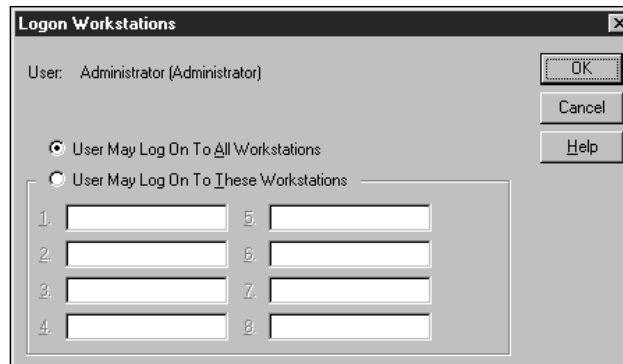 Logon Workstations
User: Administrator (Administrator)
OK
Cancel
Help
User May Log On To All Workstations
User May Log On To These Workstations
1. 5.
2. 6.
3. 7.
4. 8.